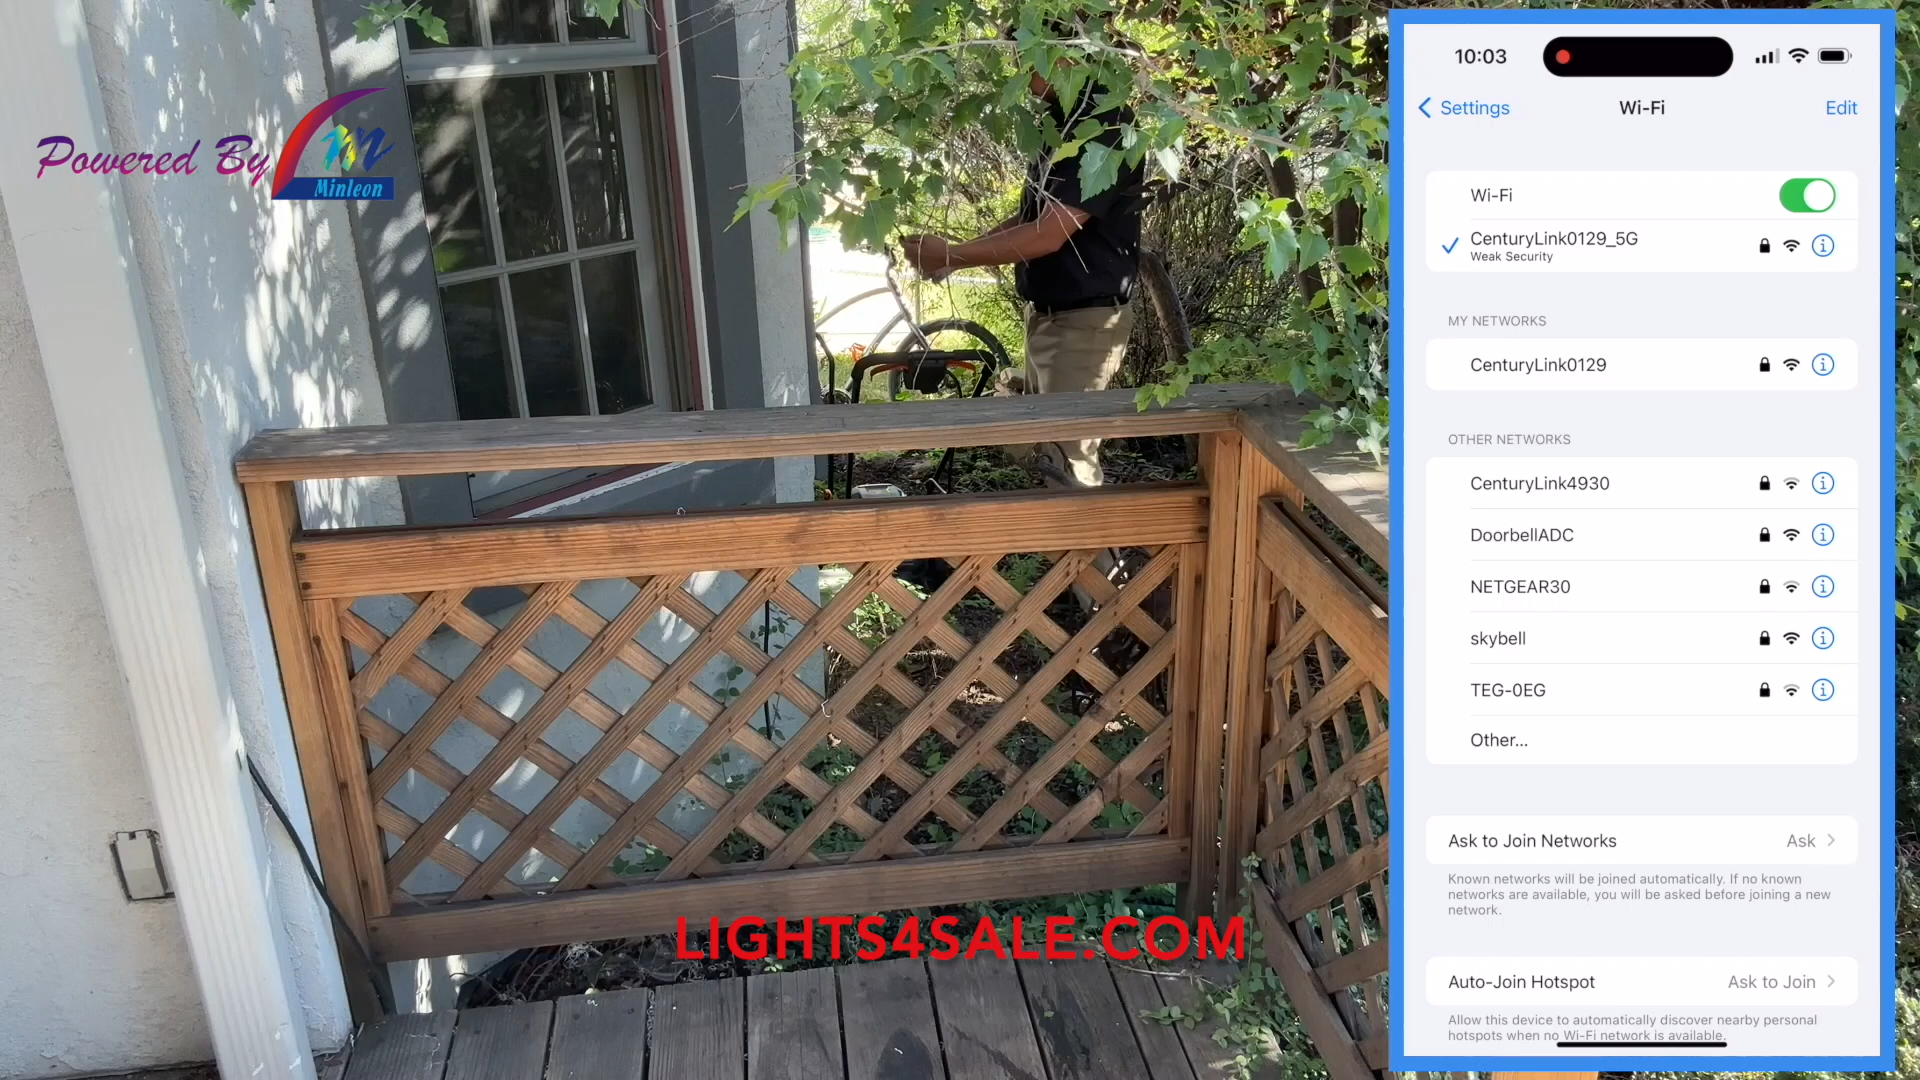 Powered By
Minleon
LIGHTS4SALE.COM
10:03
Settings
Wi-Fi
Edit
Wi-Fi
CenturyLink0129_5G
Weak Security
MY NETWORKS
CenturyLink0129
OTHER NETWORKS
CenturyLink4930
DoorbellADC
NETGEAR30
skybell
TEG-0EG
Other...
Ask to Join Networks
Ask
Known networks will be joined automatically. If no known
networks are available, you will be asked before joining a new
network.
Auto-Join Hotspot
Ask to Join
Allow this device to automatically discover nearby personal
hotspots when no Wi-Fi network is available.